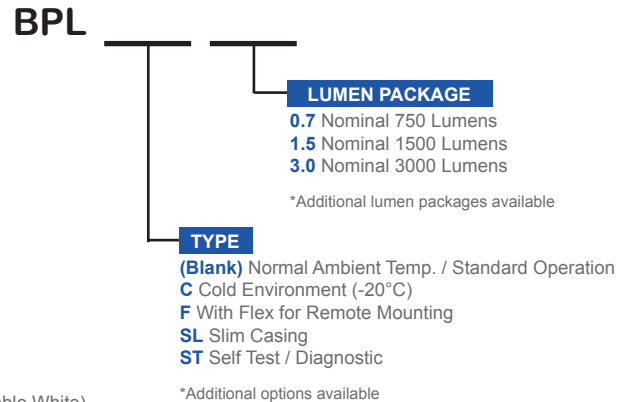 BPL
LUMEN PACKAGE
0.7 Nominal 750 Lumens
1.5 Nominal 1500 Lumens
3.0 Nominal 3000 Lumens
*Additional lumen packages available
TYPE
(Blank) Normal Ambient Temp. / Standard Operation
C Cold Environment (-20°C)
F With Flex for Remote Mounting
SL Slim Casing
ST Self Test / Diagnostic
*Additional options available
White)